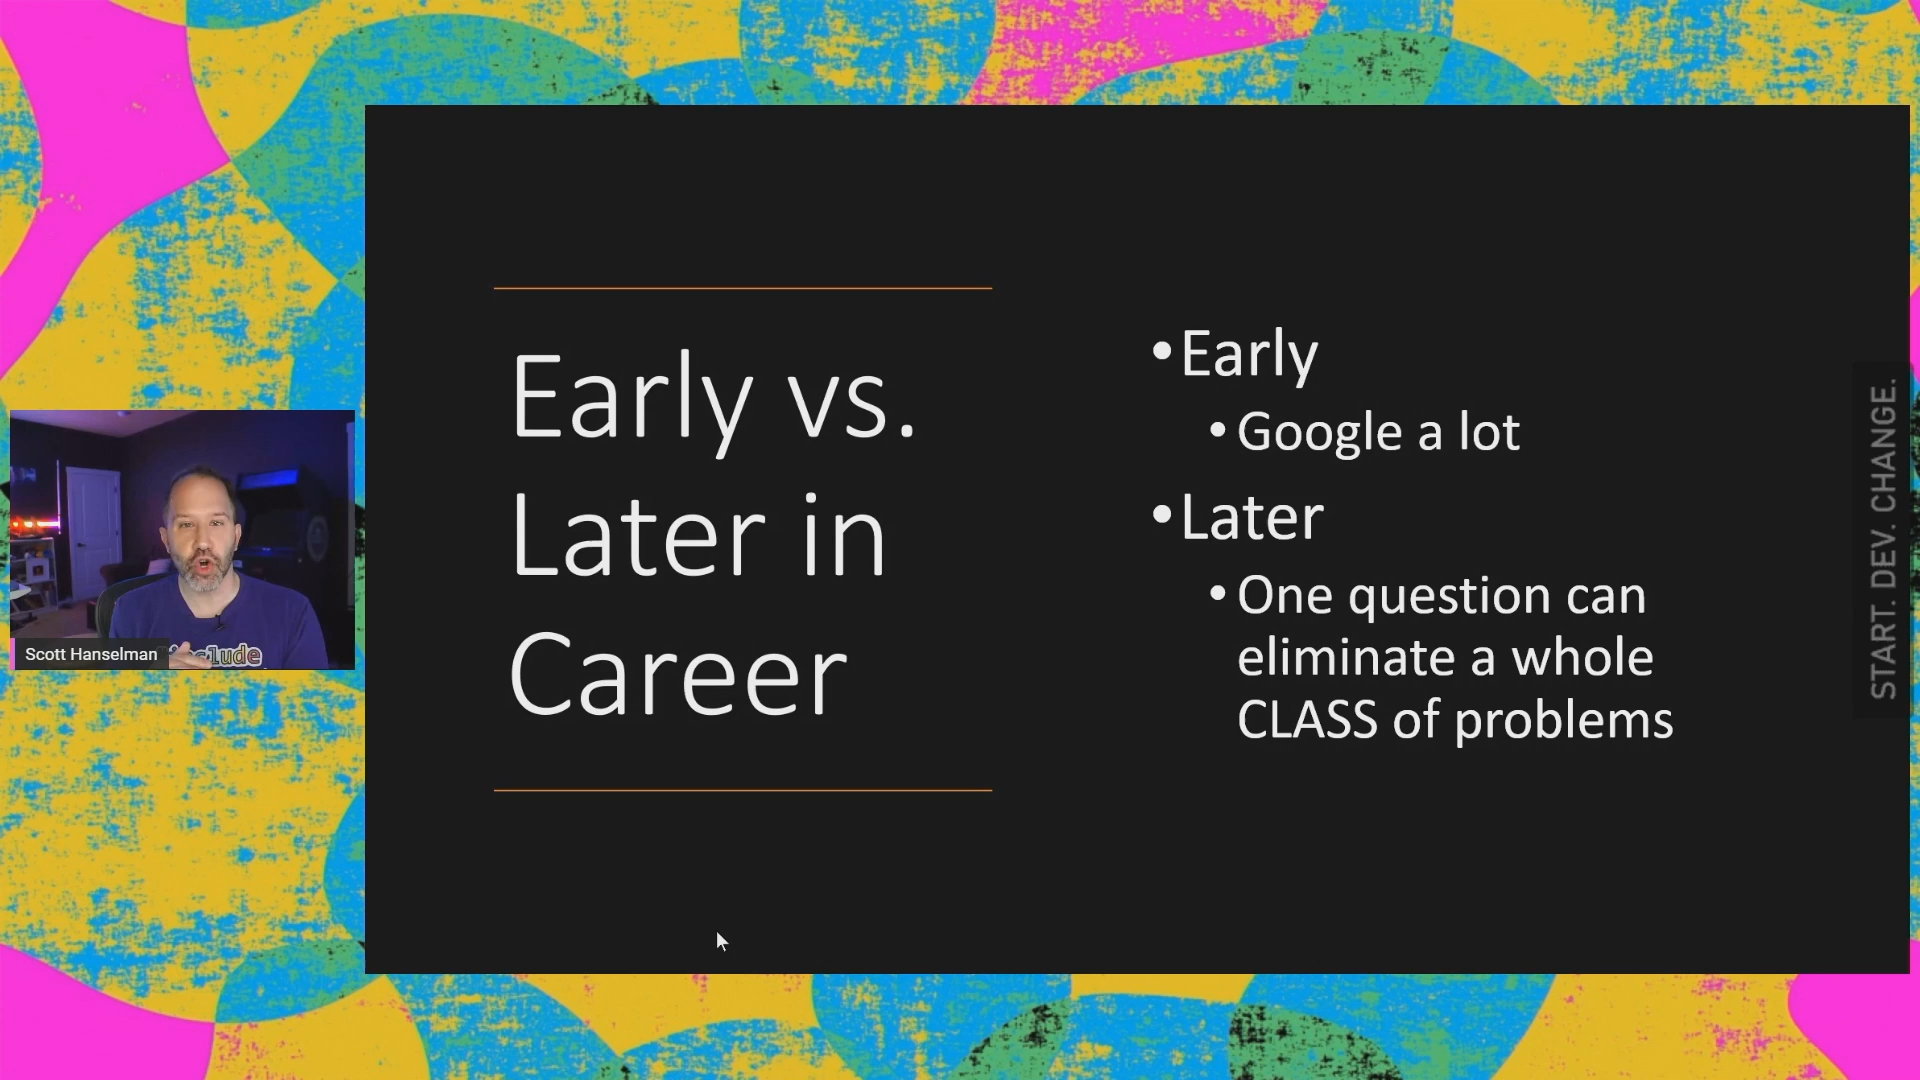 Early vs.
Later in
Career
•Early
•Google a lot
•Later
•One question can
eliminate a whole
CLASS of problems
Scott Hanselman
include
START. DEV. CHANGE.